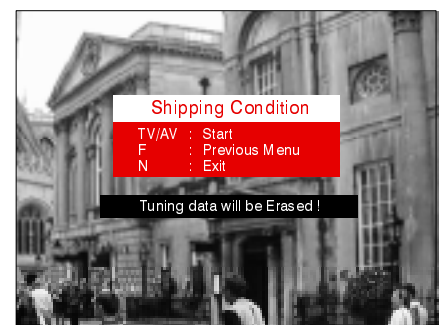 Shipping Condition
TV/AV : Start
F : Previous Menu
N : Exit
Tuning data will be Erased !